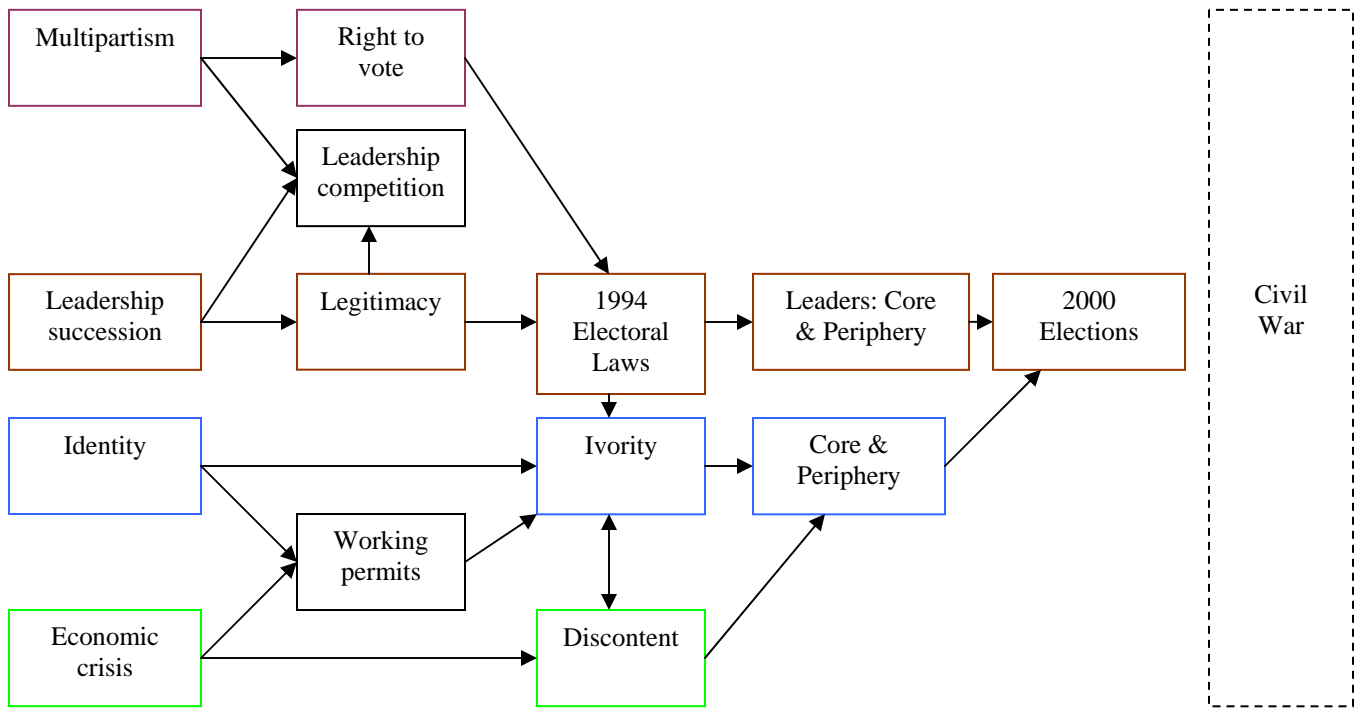 Multipartism
Right to
vote
Leadership
competition
Leadership
succession
Legitimacy
1994
Electoral
Laws
Leaders: Core
& Periphery
2000
Elections
Civil
War
Identity
Ivority
Core &
Periphery
Working
permits
Economic
crisis
Discontent